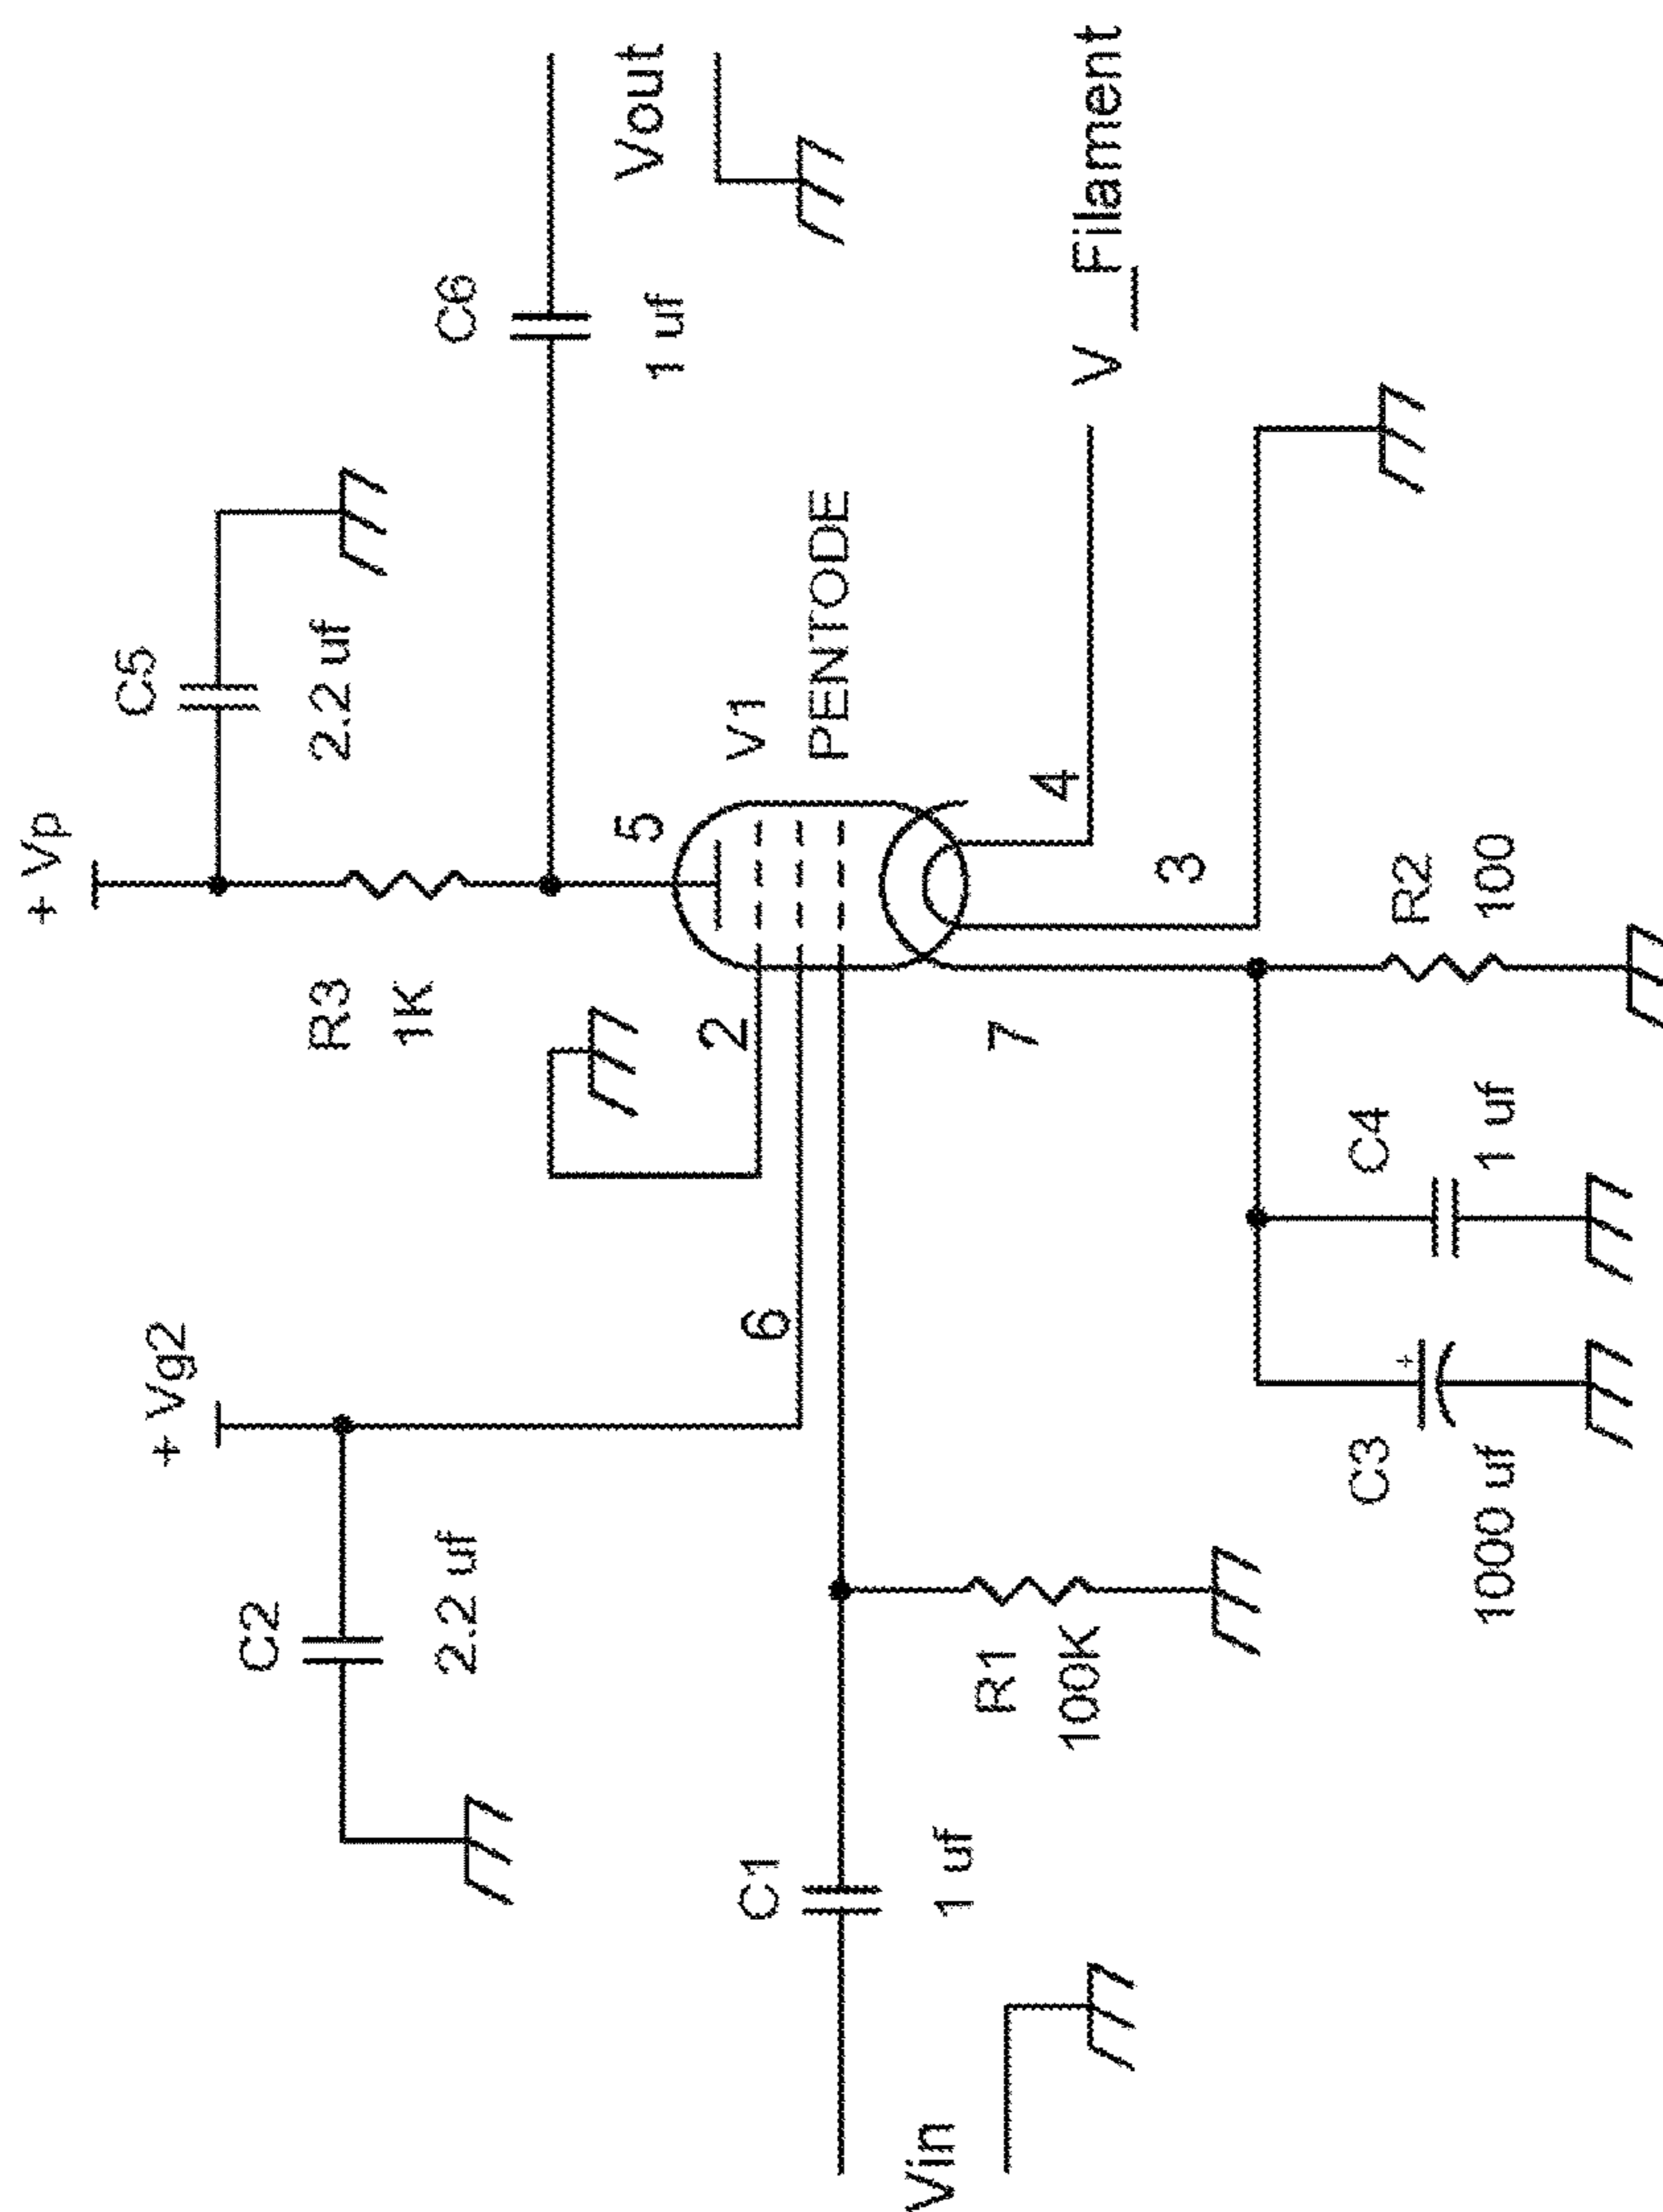 + Vp
C5
2.2 uf
R3
1K
C6
1 uf
Vout
5
V1
PENTODE
2
+ Vg2
C2
2.2 uf
6
4
V_Filament
3
7
C1
1 uf
Vin
R1
100K
R2
100
C4
1 uf
C3
+
1000 uf